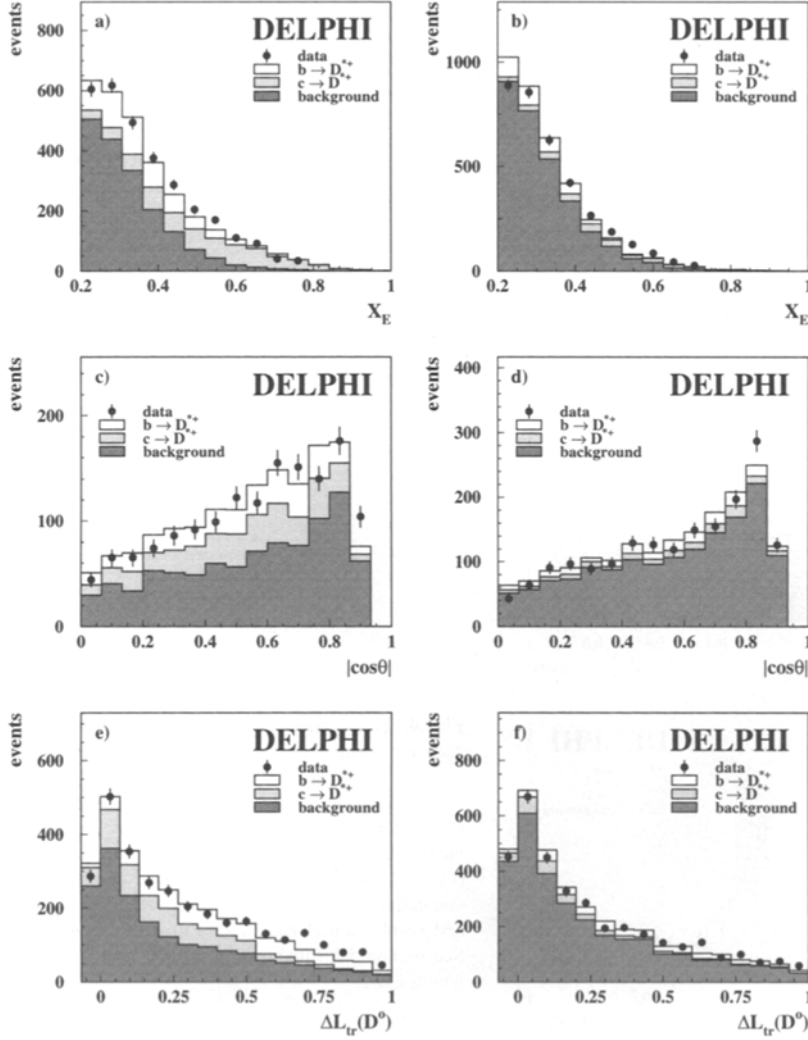 events
a)
DELPHI
data
b → D*+
c → D*+
background
800
600
400
200
0
0.2
0.4
0.6
0.8
1
X_E
events
b)
DELPHI
data
b → D*+
c → D*+
background
1000
500
0
0.2
0.4
0.6
0.8
1
X_E
events
c)
DELPHI
data
b → D*+
c → D*+
background
200
100
0
0
0.2
0.4
0.6
0.8
1
|cosθ|
events
d)
DELPHI
data
b → D*+
c → D*+
background
400
300
200
100
0
0
0.2
0.4
0.6
0.8
1
|cosθ|
events
e)
DELPHI
data
b → D*+
c → D*+
background
600
400
200
0
0
0.25
0.5
0.75
1
ΔL_tr(D°)
events
f)
DELPHI
data
b → D*+
c → D*+
background
800
600
400
200
0
0
0.25
0.5
0.75
1
ΔL_tr(D°)